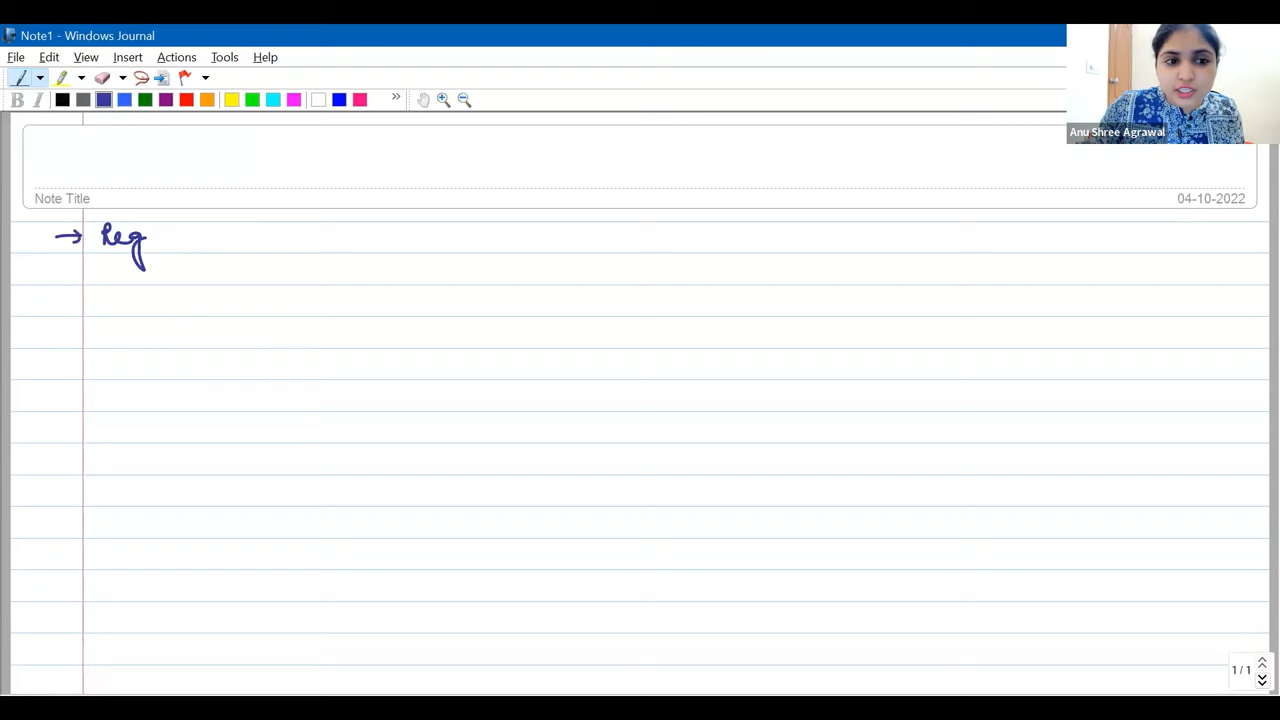 Note1 - Windows Journal
File Edit View Insert Actions Tools Help
B I
Anu Shree Agrawal
Note Title
04-10-2022
→ Reg
1 / 1